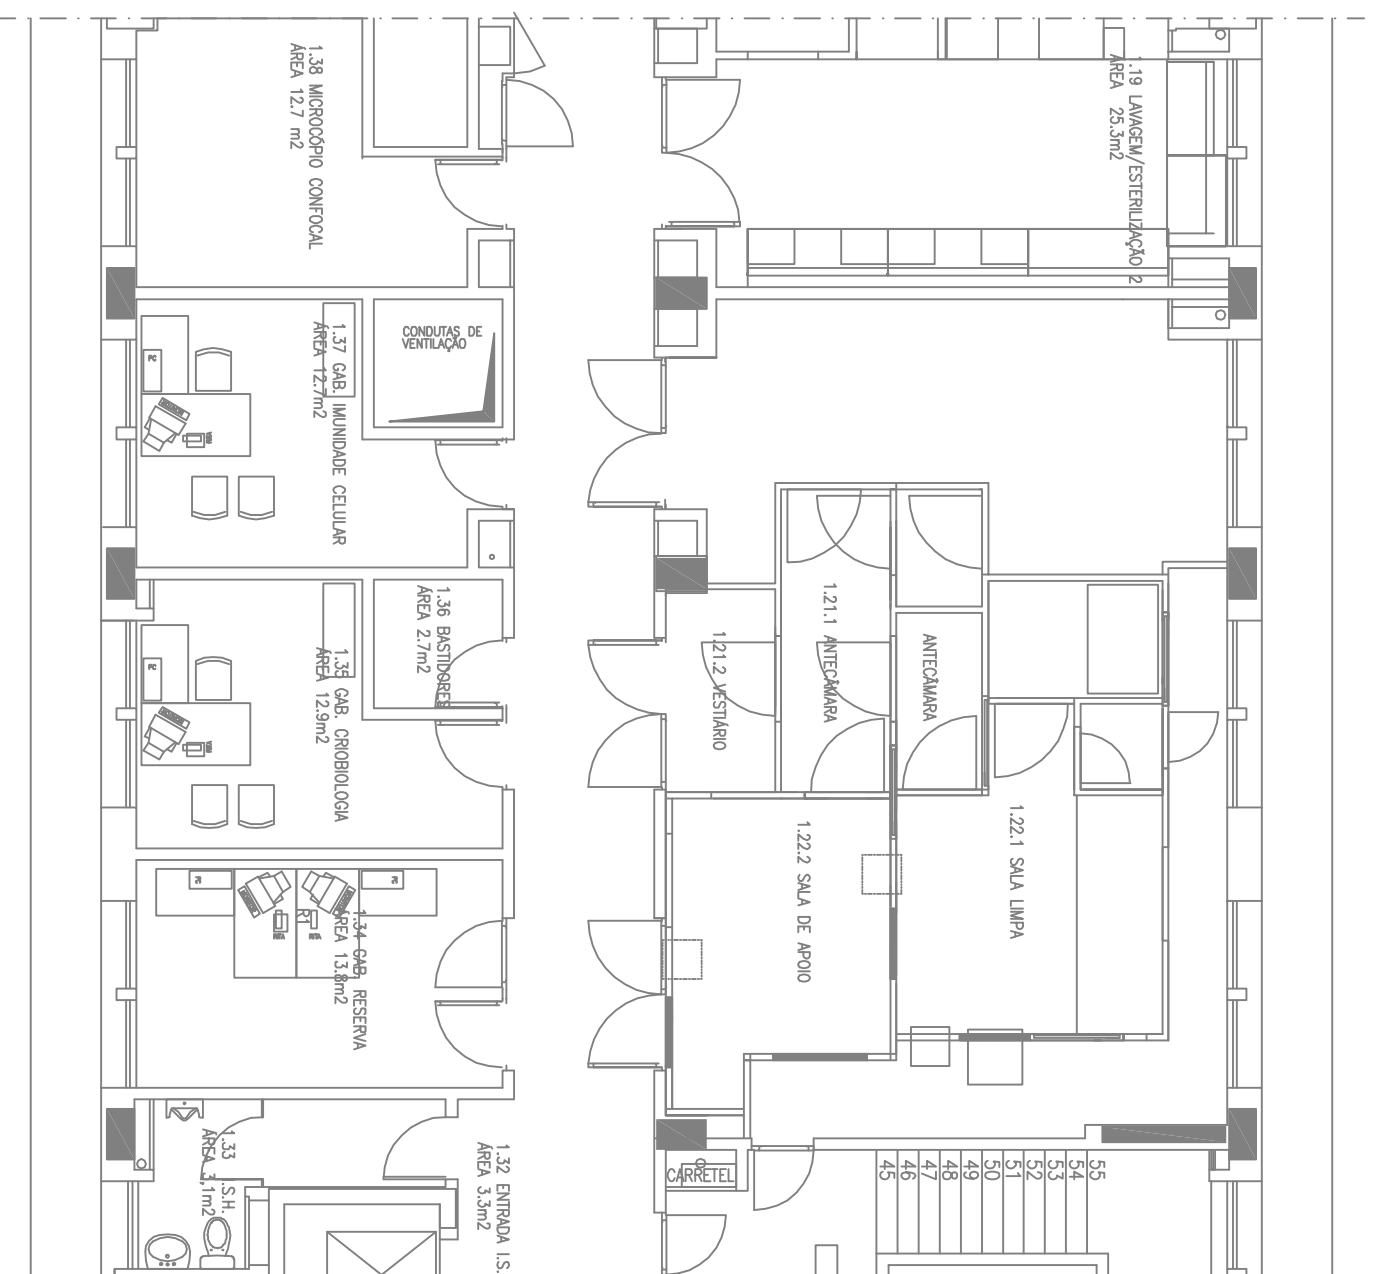 1.38 MICROCÓPIO CONFOCAL
ÁREA 12.7 m2
1.19 LAVAGEM/ESTERILIZAÇÃO 2
ÁREA 25.3m2
CONDUTAS DE
VENTILAÇÃO
1.37 GAB. IMUNIDADE CELULAR
ÁREA 12.7m2
PC
1.36 BASTIDORES
ÁREA 2.7m2
1.35 GAB. CRIOBIOLOGIA
ÁREA 12.9m2
PC
1.21.2 VESTIÁRIO
1.21.1 ANTECÂMARA
ANTECÂMARA
1.22.2 SALA DE APOIO
1.22.1 SALA LIMPA
PC
PC
1.34 GAB. RESERVA
ÁREA 13.8m2
1.33 I.S.H.
ÁREA 3,1m2
1.32 ENTRADA I.S.
ÁREA 3.3m2
CARRETEL
45
46
47
48
49
50
51
52
53
54
55